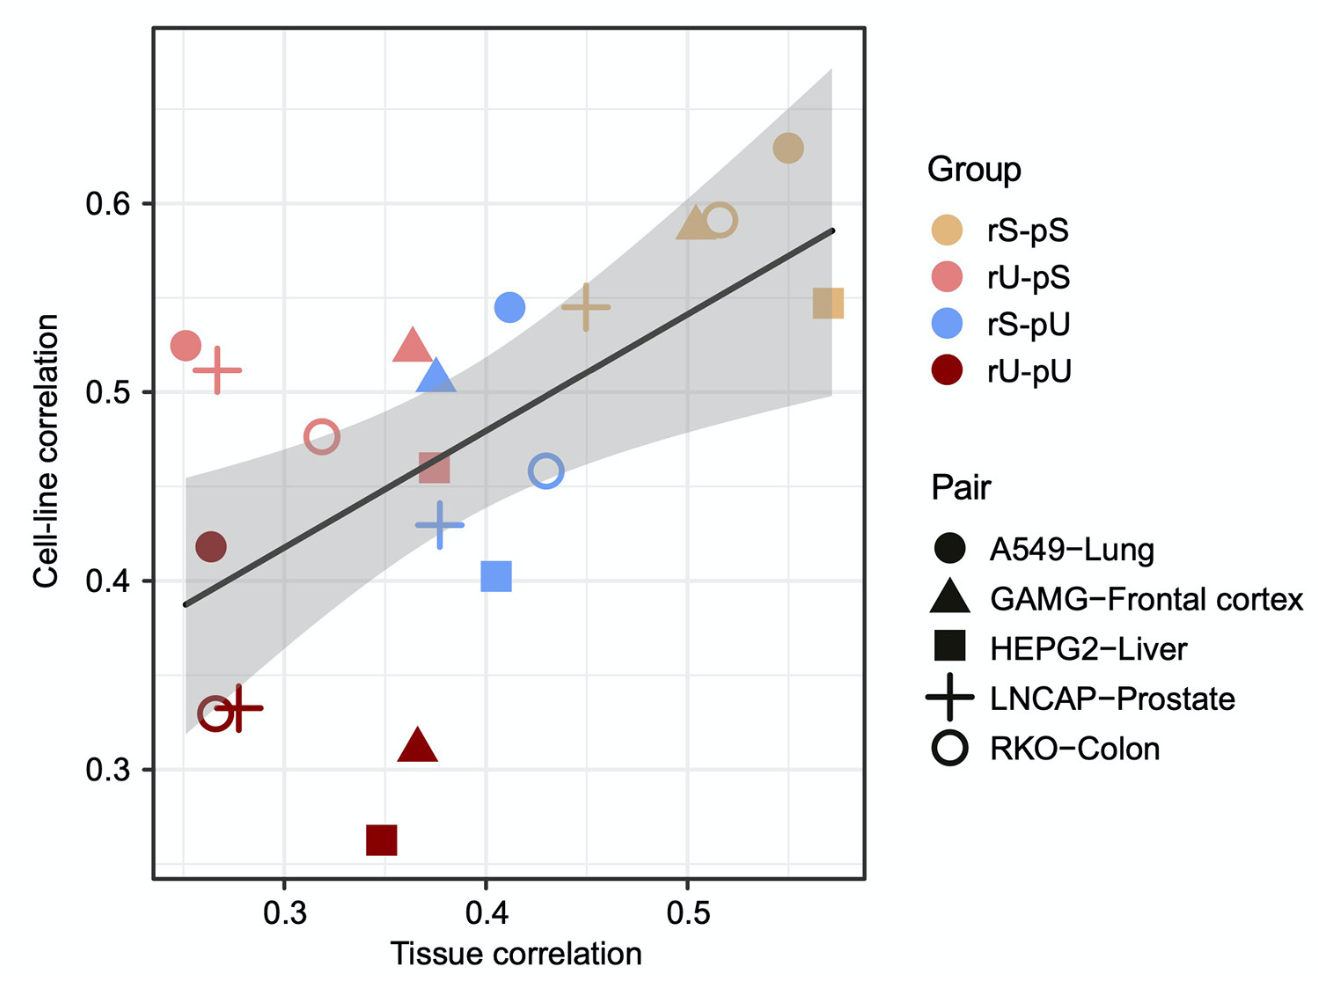 0.6
0.5
0.4
0.3
Cell-line correlation
0.3 0.4 0.5
Tissue correlation
Group
rS-pS
rU-pS
rS-pU
rU-pU
Pair
A549−Lung
GAMG−Frontal cortex
HEPG2−Liver
LNCAP−Prostate
RKO−Colon